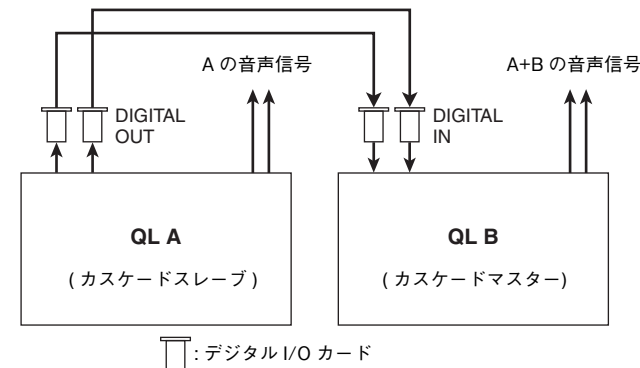 A の音声信号
A+B の音声信号
DIGITAL
OUT
DIGITAL
IN
QL A
( カスケードスレーブ )
QL B
( カスケードマスター)
: デジタル I/O カード